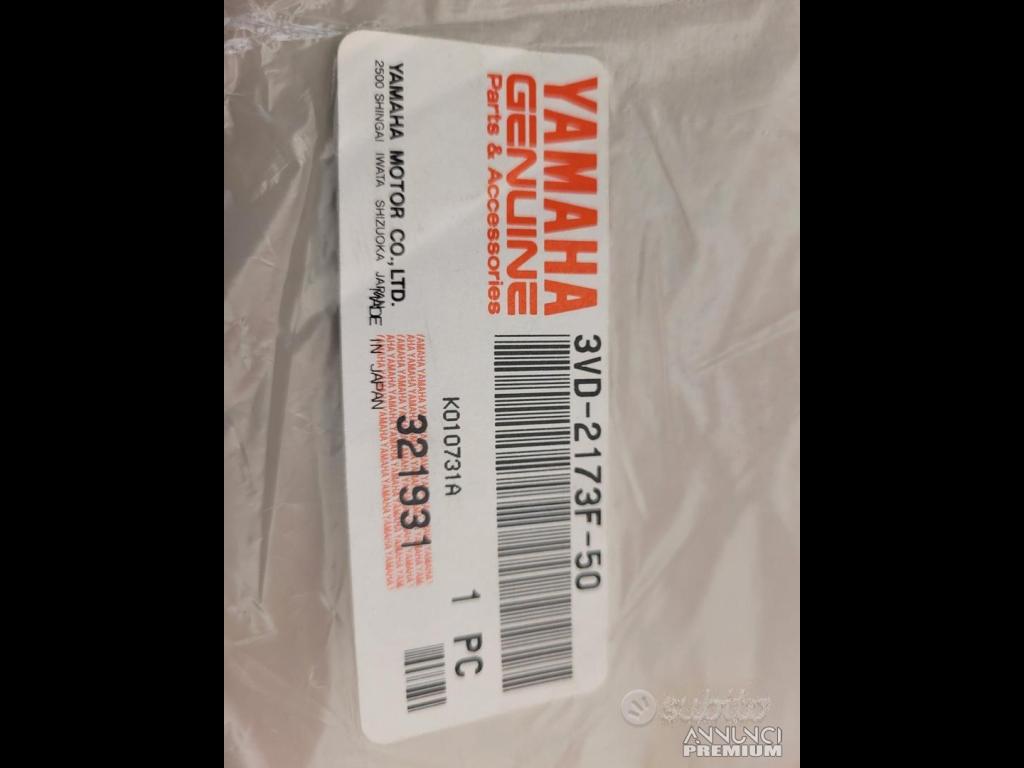 YAMAHA
GENUINE
Parts & Accessories
3VD-2173F-50
K010731A
1 PC
321931
YAMAHA MOTOR CO.,LTD.
2500 SHINGAI IWATA SHIZUOKA JAPAN
MADE IN JAPAN
subito
ANNUNCI
PREMIUM